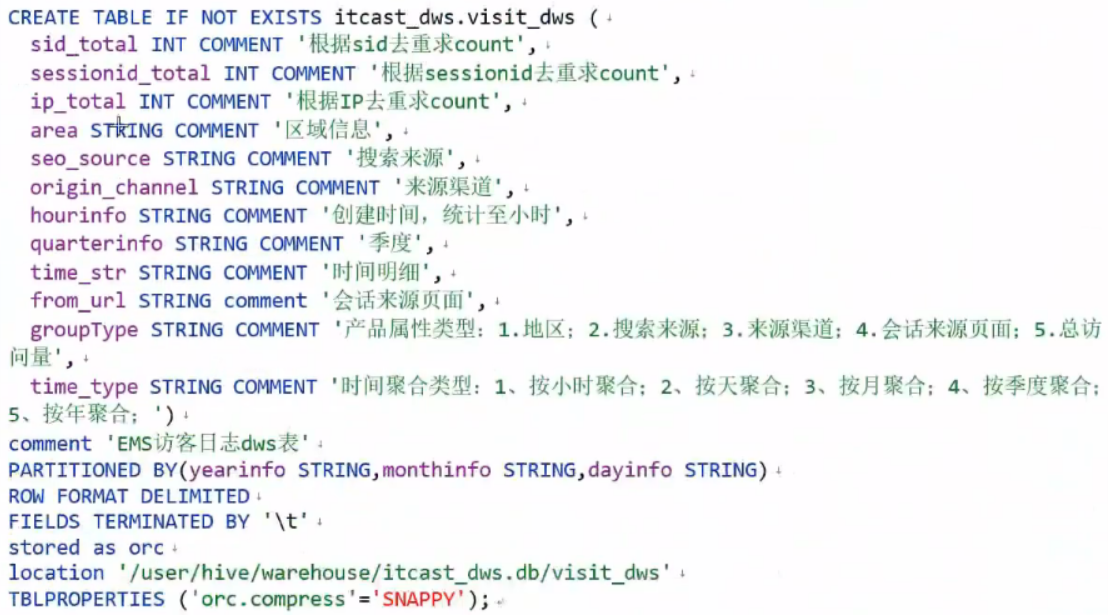 CREATE TABLE IF NOT EXISTS itcast_dws.visit_dws (
sid_total INT COMMENT '根据sid去重求count',
sessionid_total INT COMMENT '根据sessionid去重求count',
ip_total INT COMMENT '根据IP去重求count',
area STRING COMMENT '区域信息',
seo_source STRING COMMENT '搜索来源',
origin_channel STRING COMMENT '来源渠道',
hourinfo STRING COMMENT '创建时间，统计至小时',
quarterinfo STRING COMMENT '季度',
time_str STRING COMMENT '时间明细',
from_url STRING comment '会话来源页面',
groupType STRING COMMENT '产品属性类型：1.地区；2.搜索来源；3.来源渠道；4.会话来源页面；5.总访
问量',
time_type STRING COMMENT '时间聚合类型：1、按小时聚合；2、按天聚合；3、按月聚合；4、按季度聚合；
5、按年聚合；')
comment 'EMS访客日志dws表'
PARTITIONED BY(yearinfo STRING,monthinfo STRING,dayinfo STRING)
ROW FORMAT DELIMITED
FIELDS TERMINATED BY '\t'
stored as orc
location '/user/hive/warehouse/itcast_dws.db/visit_dws'
TBLPROPERTIES ('orc.compress'='SNAPPY');